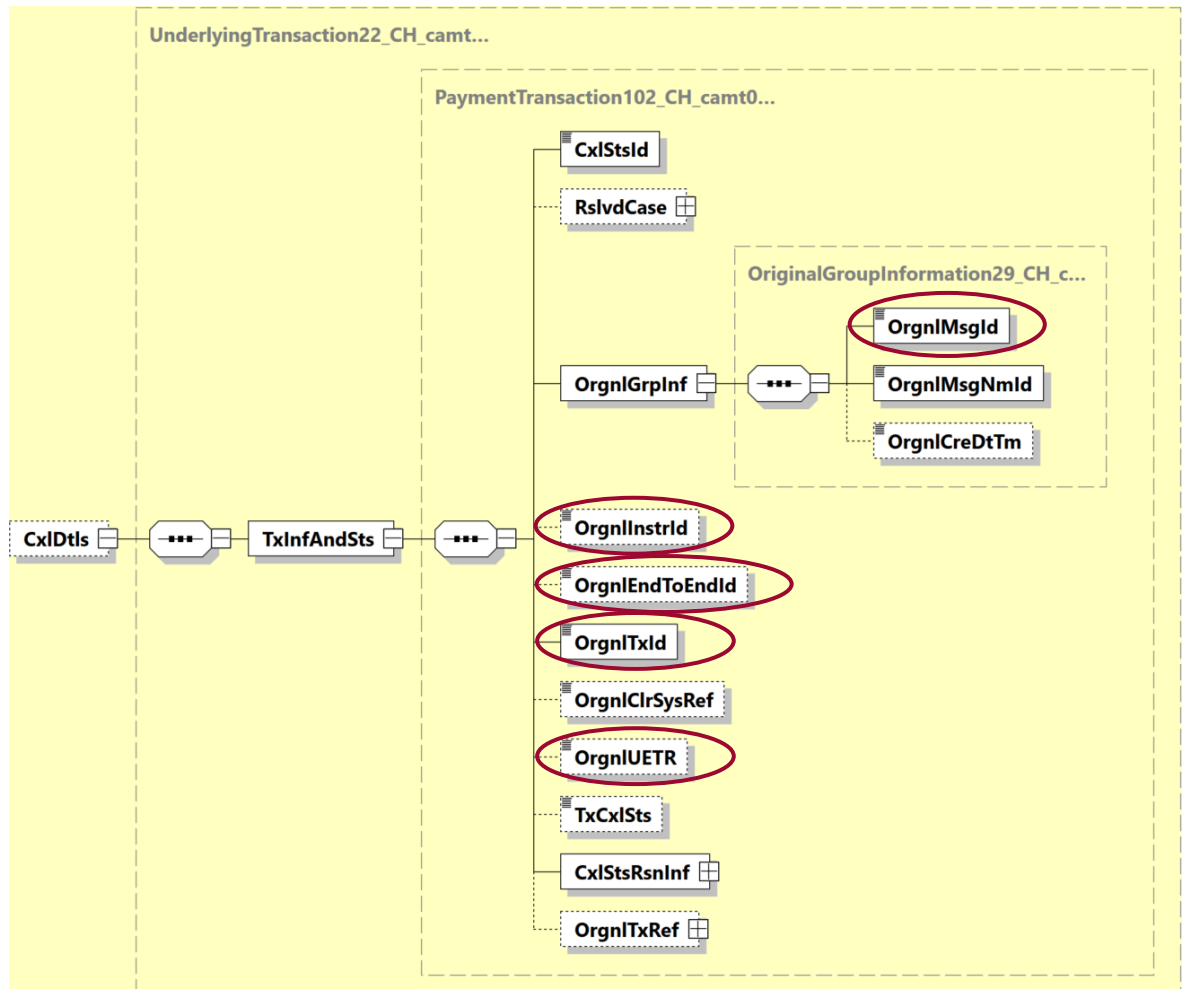 UnderlyingTransaction22_CH_camt...
PaymentTransaction102_CH_camt0...
CxlStsId
RslvdCase
OriginalGroupInformation29_CH_c...
OrgnlMsgId
OrgnlGrpInf
OrgnlMsgNmId
OrgnlCreDtTm
OrgnlInstrId
CxlDtls
TxInfAndSts
OrgnlEndToEndId
OrgnlTxId
OrgnlClrSysRef
OrgnlUETR
TxCxlSts
CxlStsRsnInf
OrgnlTxRef